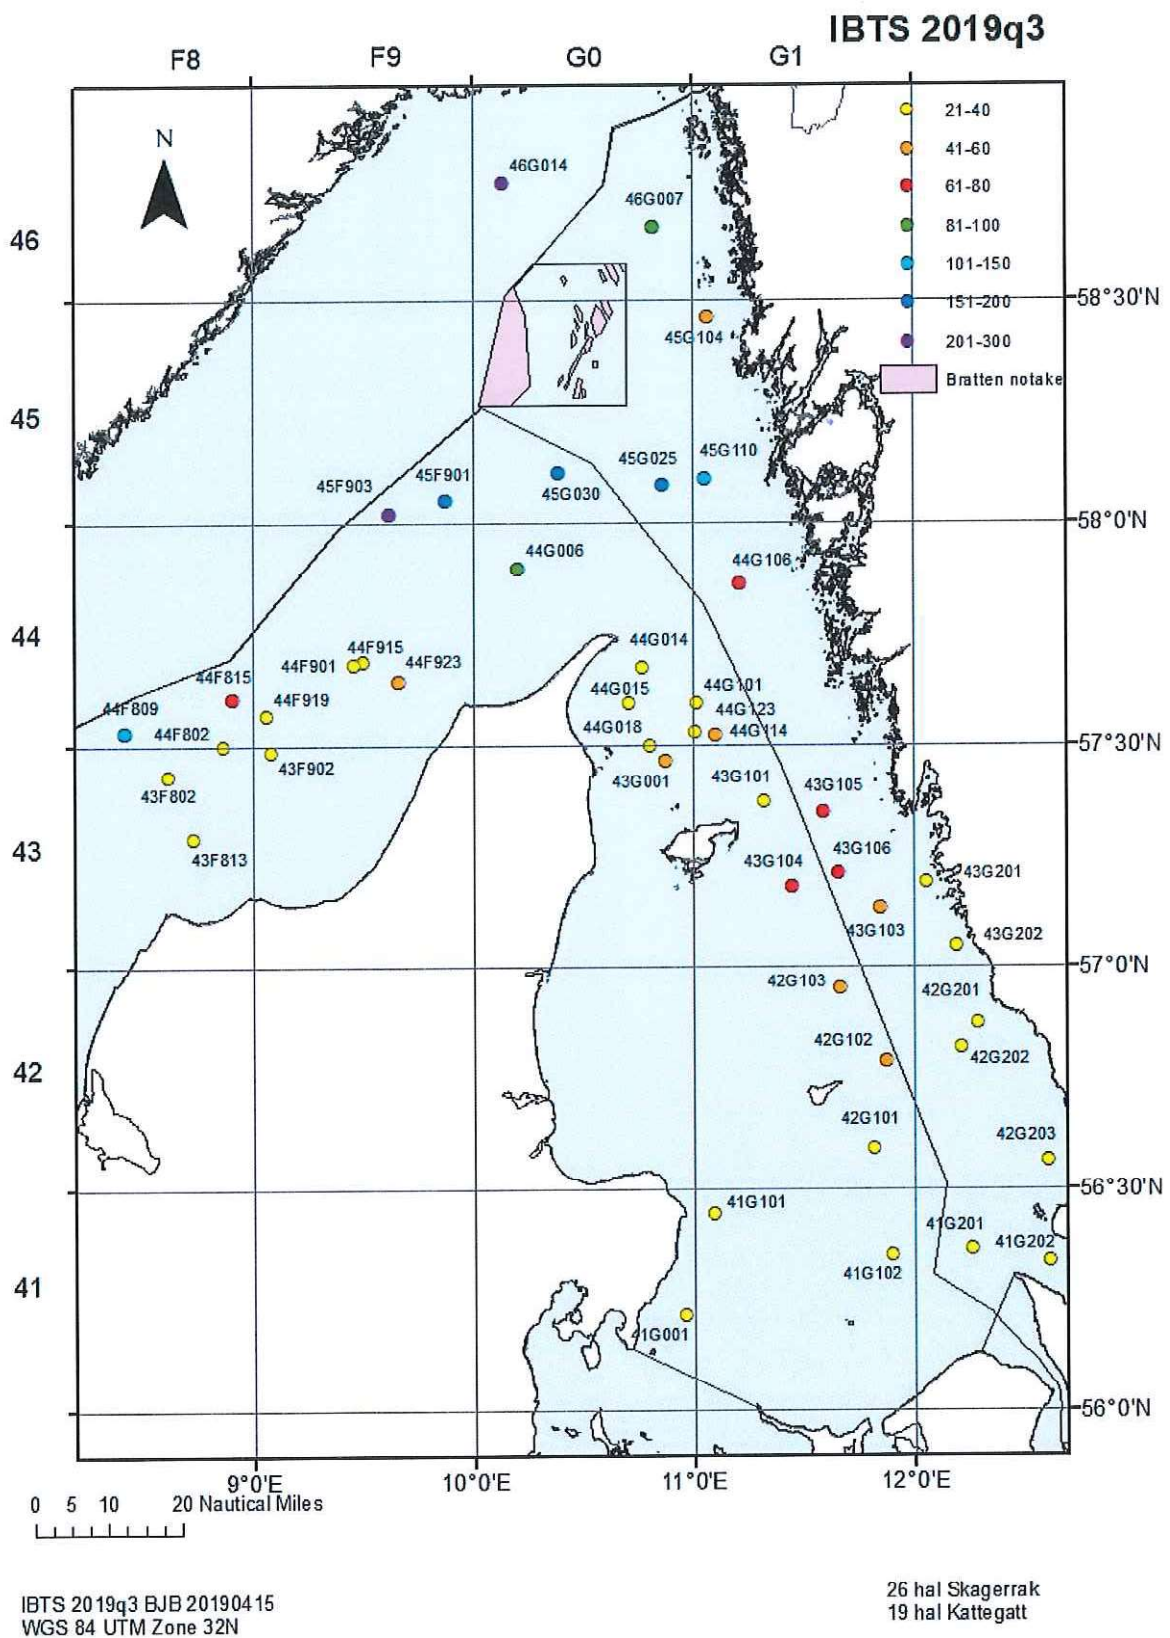 IBTS 2019q3
F8 F9 G0 G1
N
21-40
41-60
61-80
81-100
101-150
151-200
201-300
Bratten notake
46
45
44
43
42
41
58°30'N
58°0'N
57°30'N
57°0'N
56°30'N
56°0'N
46G014
46G007
45G104
45G110
45G025
45F901
45F903
45G030
44G006
44G106
44G014
44F915
44F901
44F923
44F815
44G015
44G101
44F919
44F809
44G123
44F802
44G018
44G114
43F902
43G001
43G101
43G105
43F802
43F813
43G104
43G106
43G201
43G103
43G202
42G103
42G201
42G102
42G202
42G101
42G203
41G101
41G201
41G202
41G102
41G001
9°0'E 10°0'E 11°0'E 12°0'E
0 5 10 20 Nautical Miles
IBTS 2019q3 BJB 20190415
WGS 84 UTM Zone 32N
26 hal Skagerrak
19 hal Kattegatt